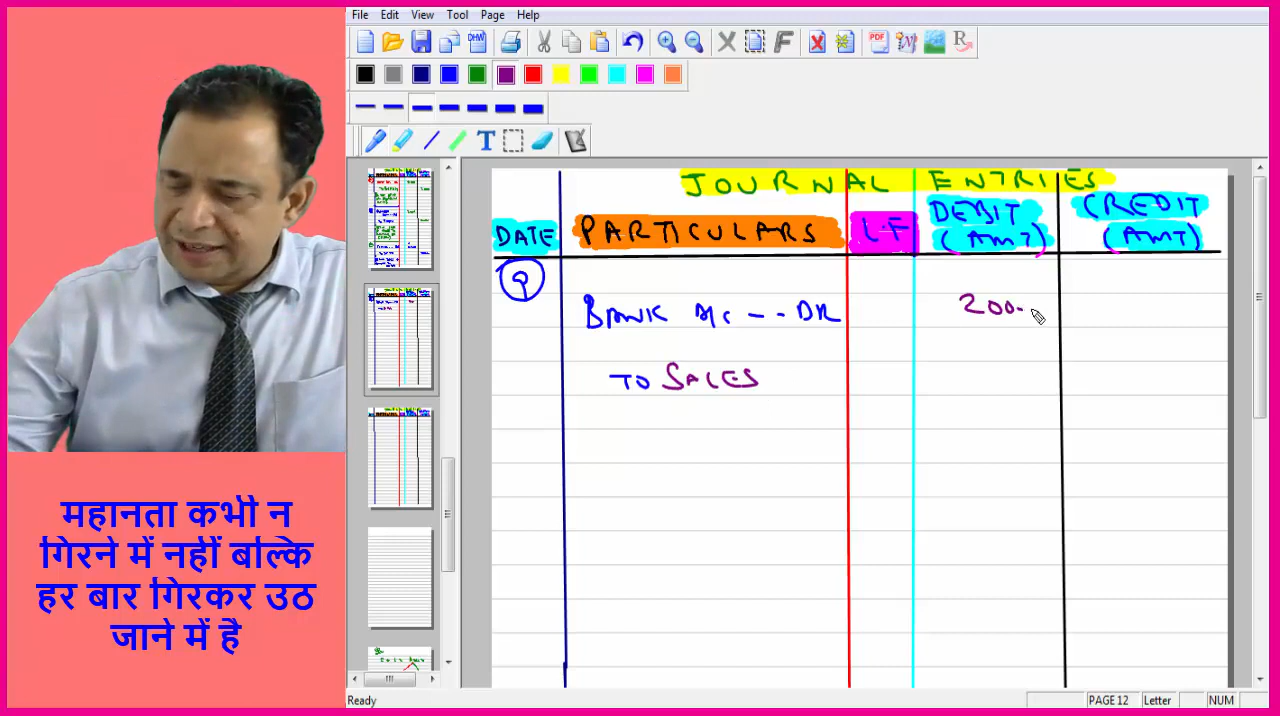 File Edit View Tool Page Help
JOURNAL ENTRIES
DATE PARTICULARS L.F DEBIT (AMT) CREDIT (AMT)
9
BANK A/C --- DR 200-
TO SALES
महानता कभी न
गिरने में नहीं बल्कि
हर बार गिरकर उठ
जाने में है
Ready PAGE 12 Letter NUM